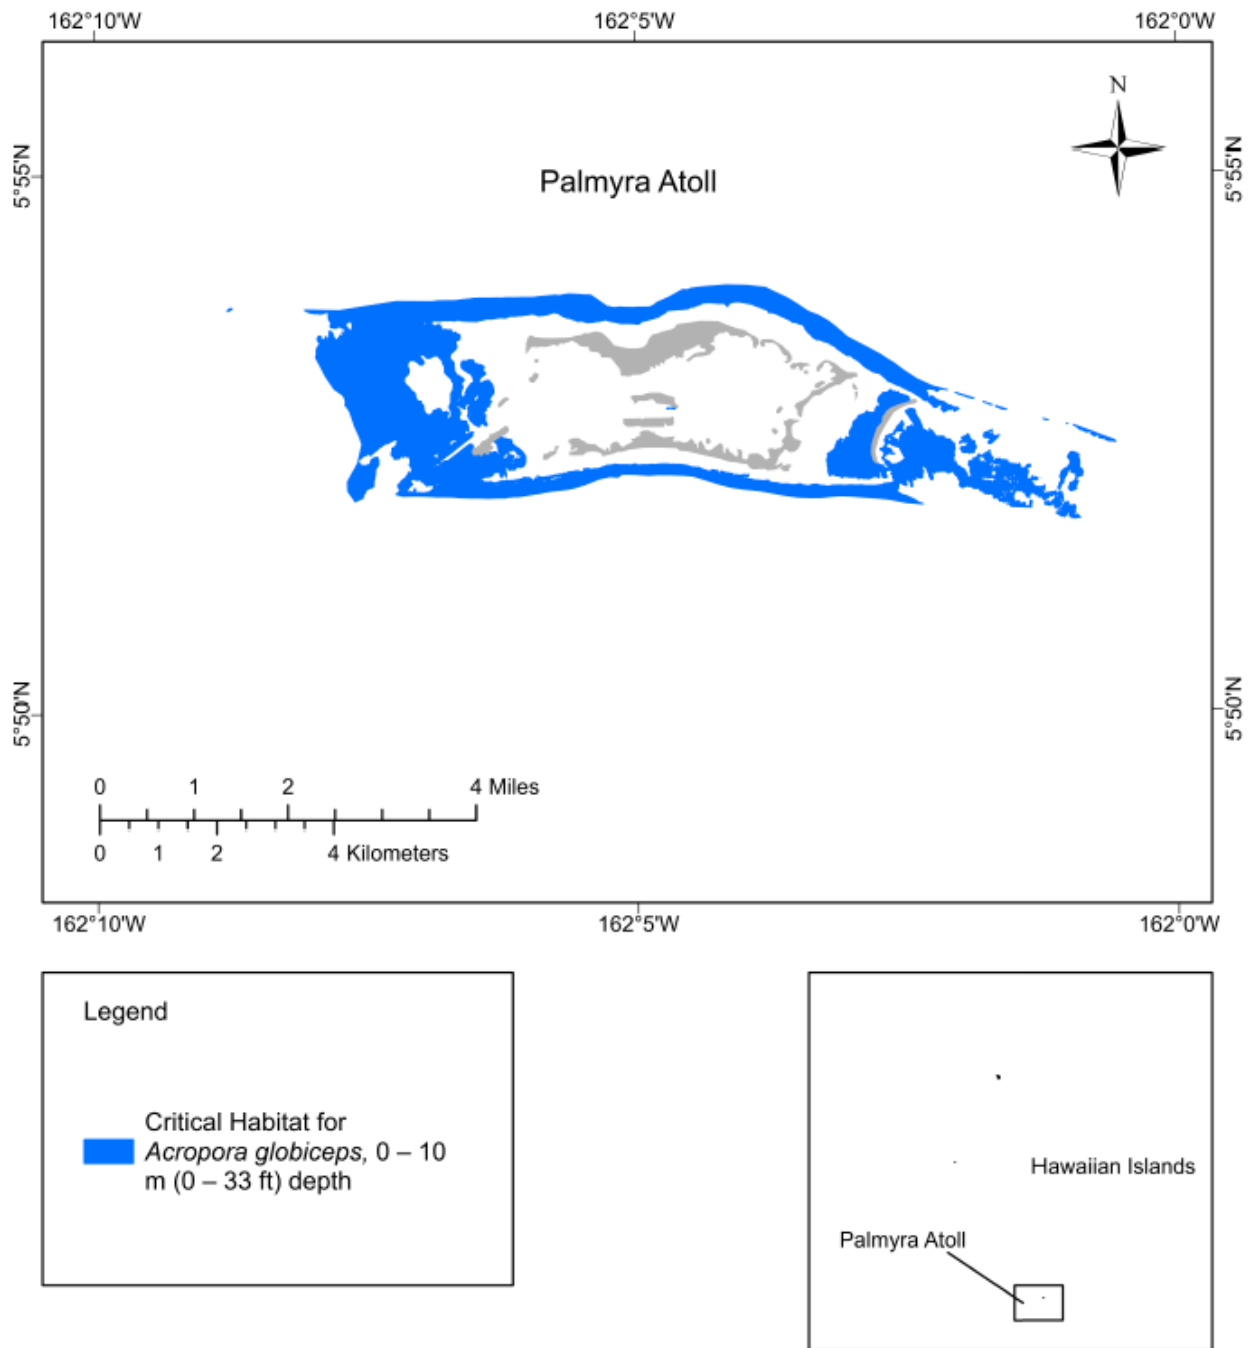 162°10'W 162°5'W 162°0'W
N
5°55'N 5°55'N
Palmyra Atoll
5°50'N 5°50'N
0 1 2 4 Miles
0 1 2 4 Kilometers
162°10'W 162°5'W 162°0'W
Legend
Critical Habitat for
Acropora globiceps, 0 – 10
m (0 – 33 ft) depth
Hawaiian Islands
Palmyra Atoll